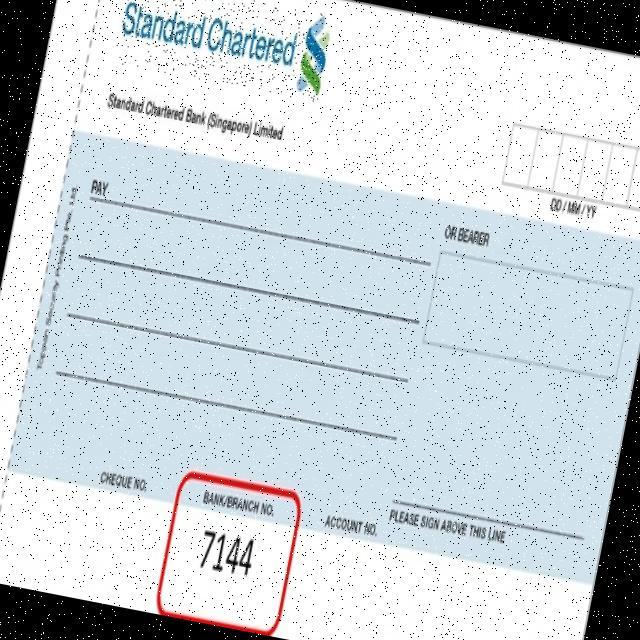 Standard Chartered
Standard Chartered Bank (Singapore) Limited
DD / MM / YY
PAY
OR BEARER
CHEQUE NO.
BANK/BRANCH NO.
ACCOUNT NO.
PLEASE SIGN ABOVE THIS LINE
7144